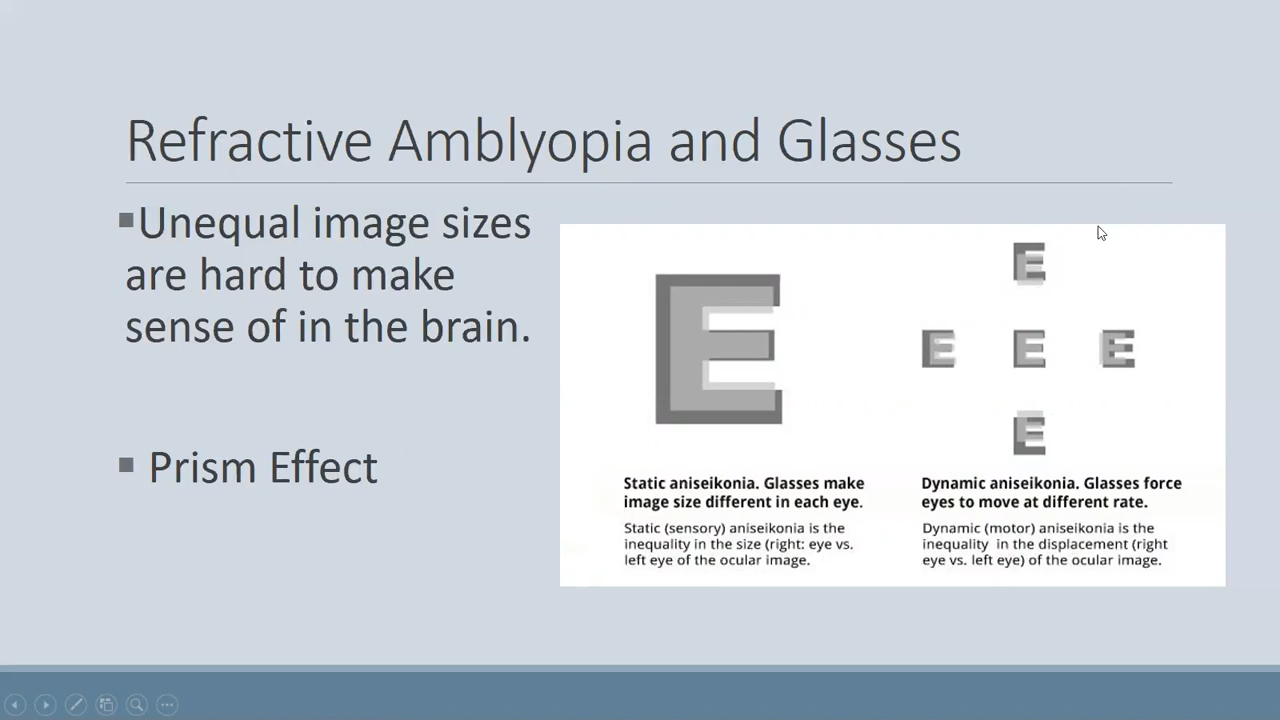 Refractive Amblyopia and Glasses
▪Unequal image sizes
are hard to make
sense of in the brain.
▪ Prism Effect
E
E
E E E
E
Static aniseikonia. Glasses make
image size different in each eye.
Static (sensory) aniseikonia is the
inequality in the size (right: eye vs.
left eye of the ocular image.
Dynamic aniseikonia. Glasses force
eyes to move at different rate.
Dynamic (motor) aniseikonia is the
inequality in the displacement (right
eye vs. left eye) of the ocular image.